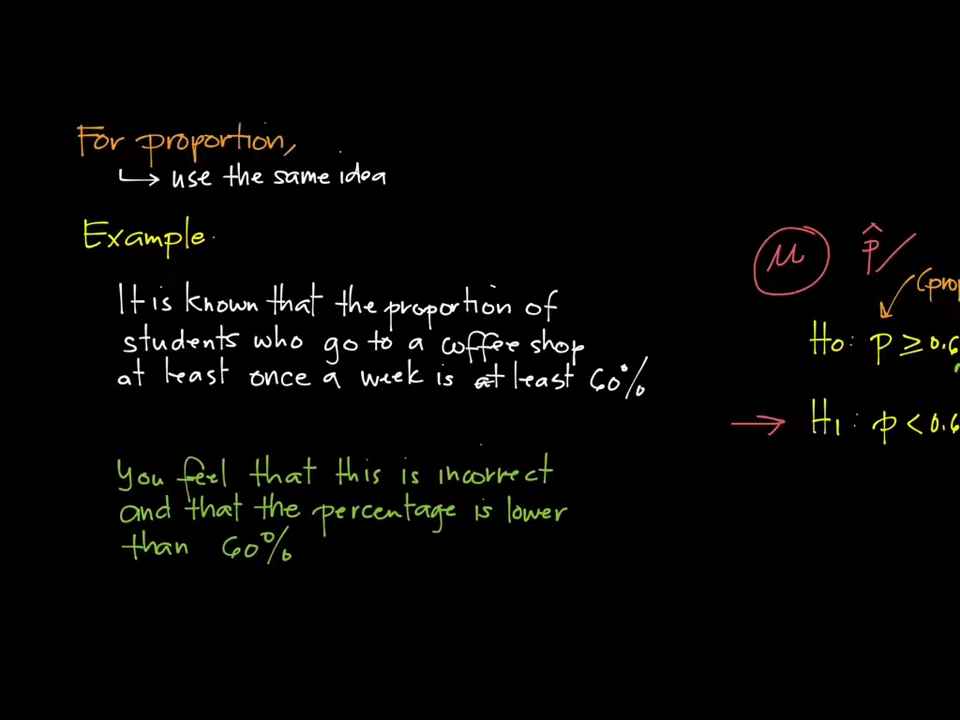 For proportion,
↳ use the same idea
Example
It is known that the proportion of
students who go to a coffee shop
at least once a week is at least 60%
You feel that this is incorrect
and that the percentage is lower
than 60%
μ p̂
(prop
H0: p ≥ 0.6
→ H1: p < 0.6